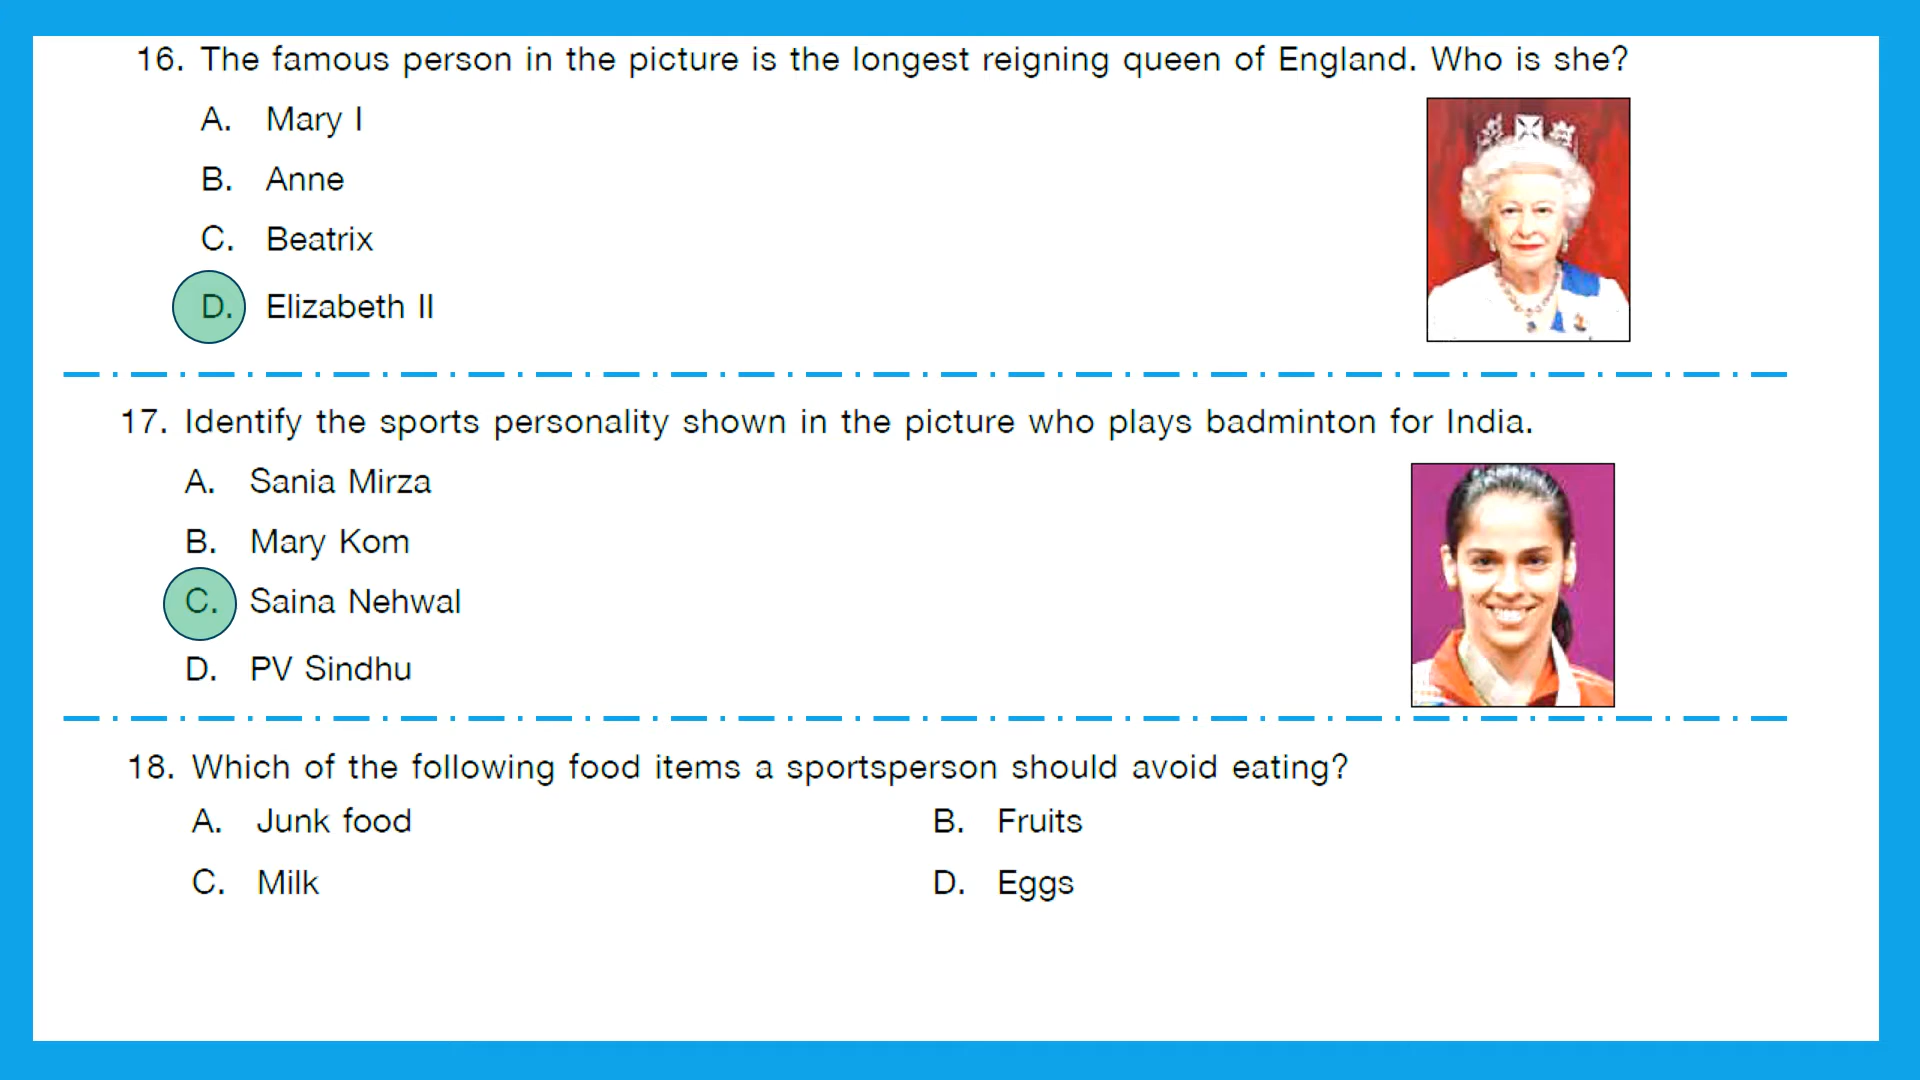 16. The famous person in the picture is the longest reigning queen of England. Who is she?
A. Mary I
B. Anne
C. Beatrix
D. Elizabeth II
17. Identify the sports personality shown in the picture who plays badminton for India.
A. Sania Mirza
B. Mary Kom
C. Saina Nehwal
D. PV Sindhu
18. Which of the following food items a sportsperson should avoid eating?
A. Junk food B. Fruits
C. Milk D. Eggs